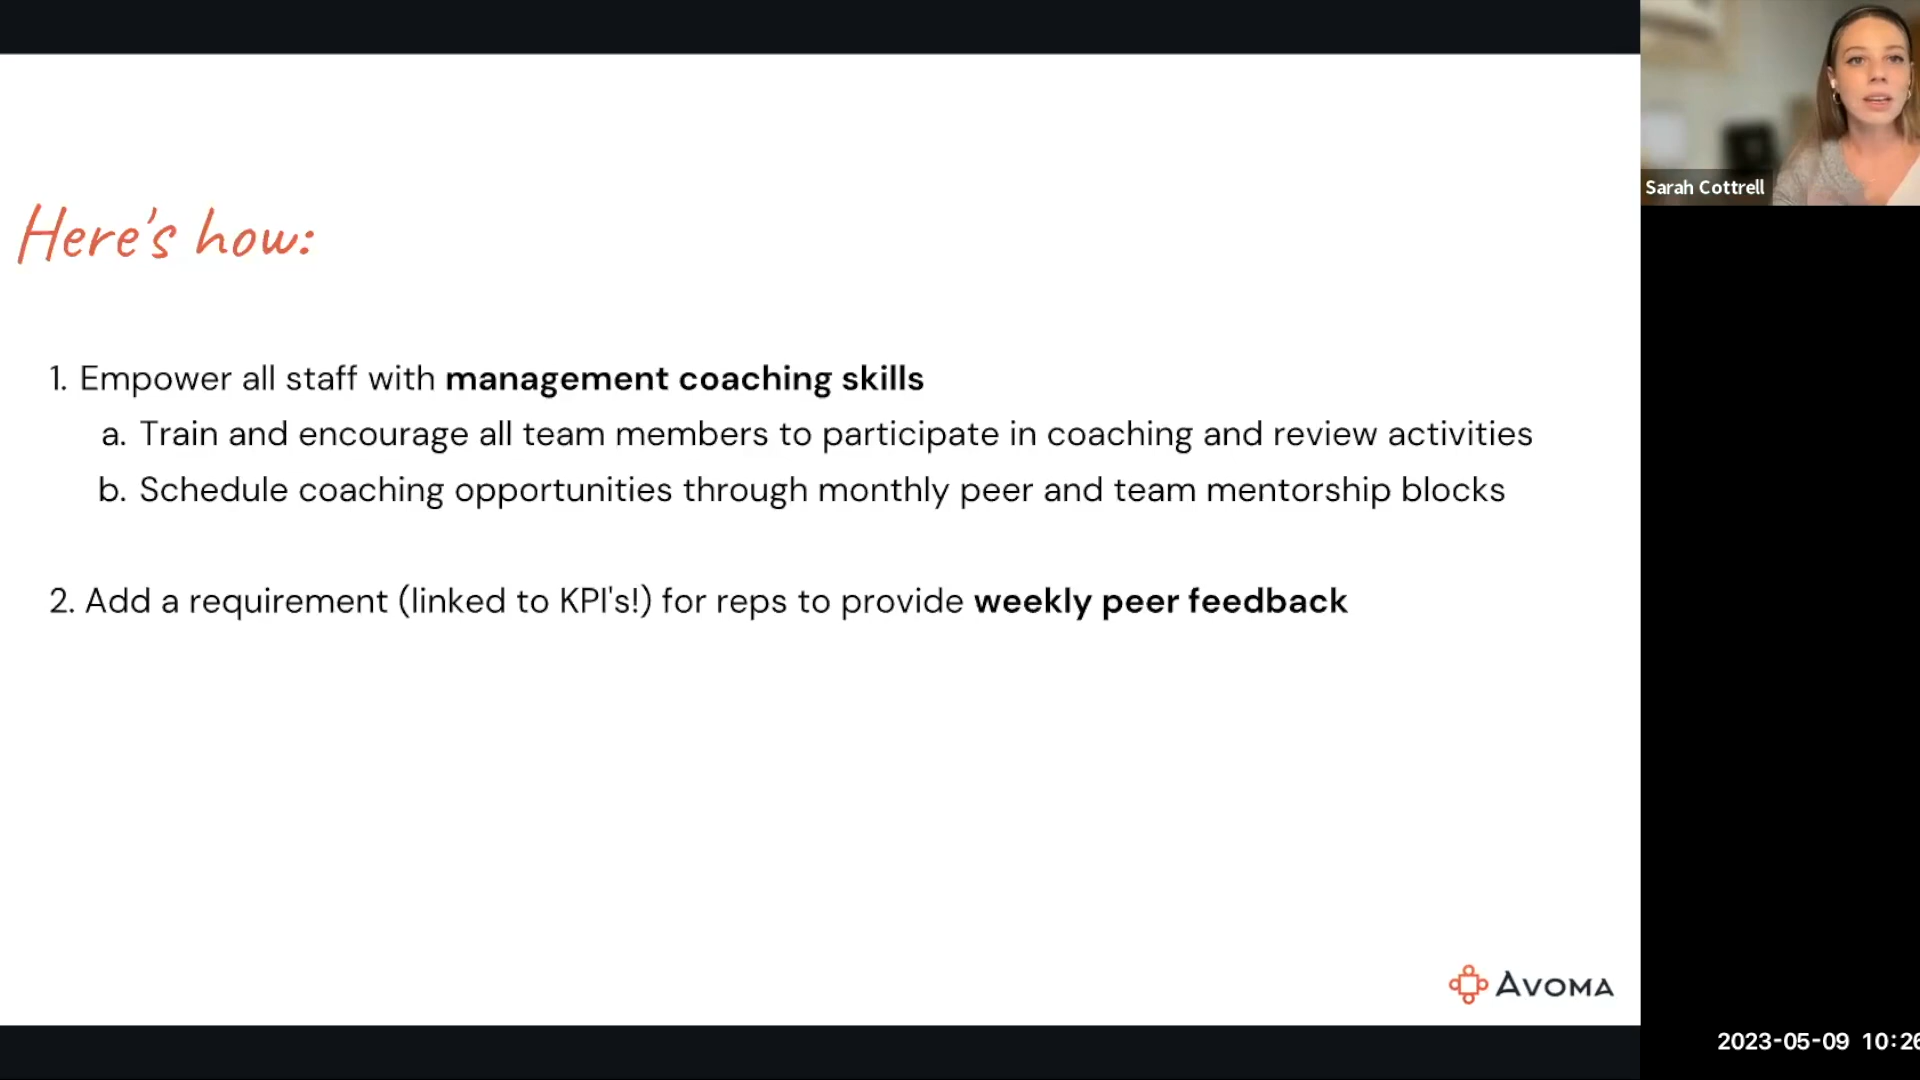 Here's how:
1. Empower all staff with management coaching skills
a. Train and encourage all team members to participate in coaching and review activities
b. Schedule coaching opportunities through monthly peer and team mentorship blocks
2. Add a requirement (linked to KPI's!) for reps to provide weekly peer feedback
AVOMA
Sarah Cottrell
2023-05-09 10:26